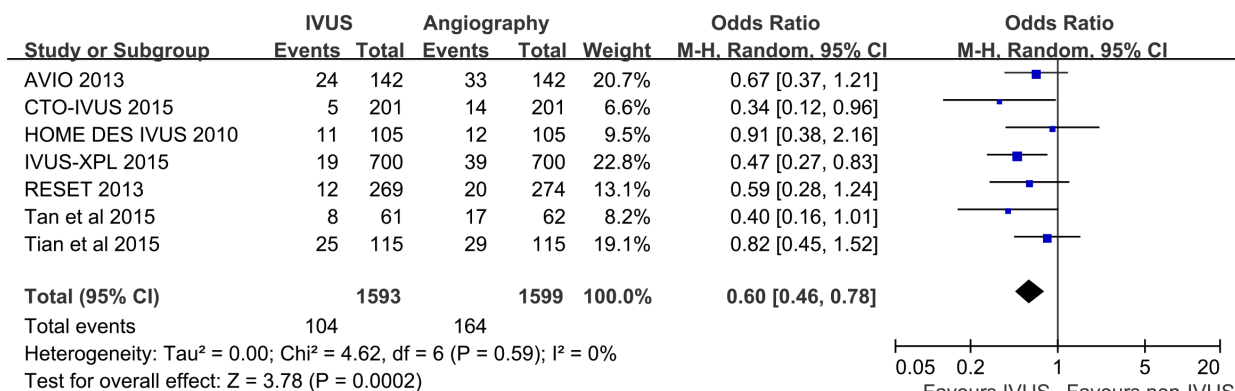 IVUS Angiography Odds Ratio Odds Ratio
Study or Subgroup Events Total Events Total Weight M-H, Random, 95% CI M-H, Random, 95% CI
AVIO 2013 24 142 33 142 20.7% 0.67 [0.37, 1.21]
CTO-IVUS 2015 5 201 14 201 6.6% 0.34 [0.12, 0.96]
HOME DES IVUS 2010 11 105 12 105 9.5% 0.91 [0.38, 2.16]
IVUS-XPL 2015 19 700 39 700 22.8% 0.47 [0.27, 0.83]
RESET 2013 12 269 20 274 13.1% 0.59 [0.28, 1.24]
Tan et al 2015 8 61 17 62 8.2% 0.40 [0.16, 1.01]
Tian et al 2015 25 115 29 115 19.1% 0.82 [0.45, 1.52]
Total (95% CI) 1593 1599 100.0% 0.60 [0.46, 0.78]
Total events 104 164
Heterogeneity: Tau² = 0.00; Chi² = 4.62, df = 6 (P = 0.59); I² = 0%
Test for overall effect: Z = 3.78 (P = 0.0002)
0.05 0.2 1 5 20
Favours IVUS Favours non-IVUS